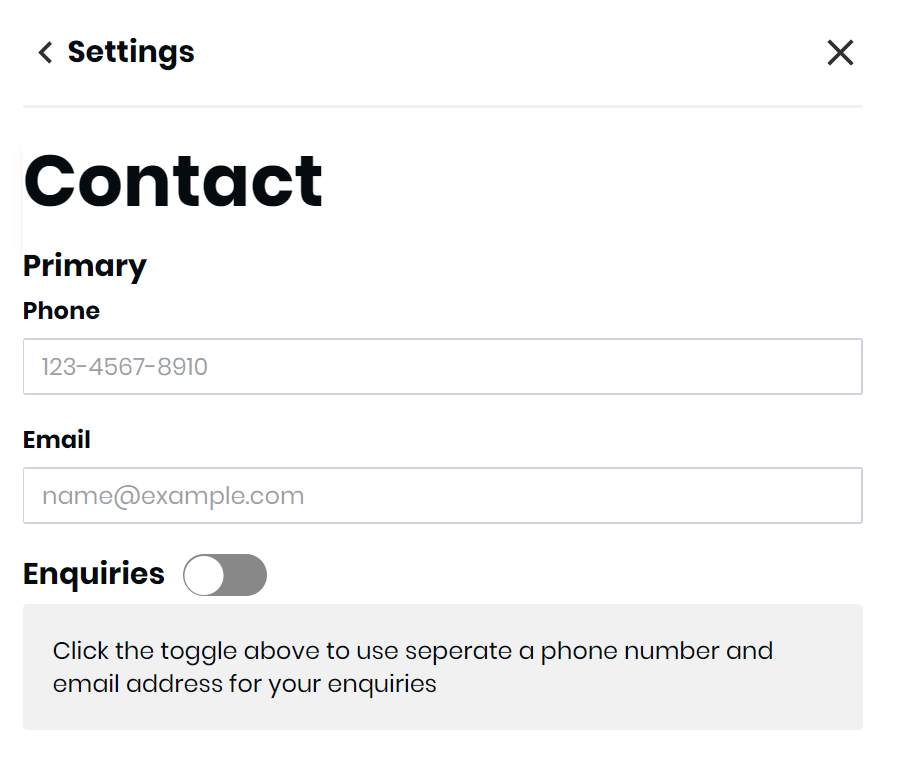 Settings
Contact
Primary
Phone
123-4567-8910
Email
name@example.com
Enquiries
Click the toggle above to use seperate a phone number and
email address for your enquiries